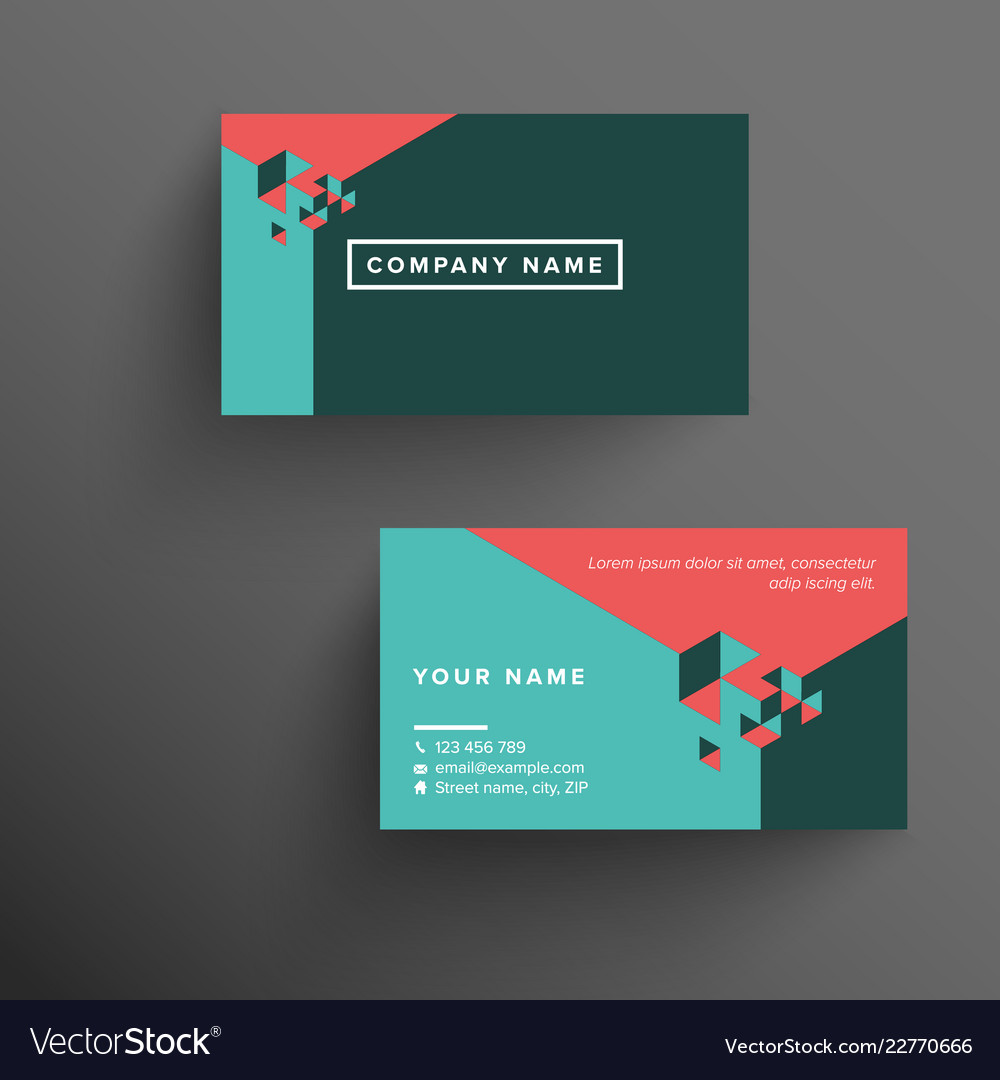 COMPANY NAME
Lorem ipsum dolor sit amet, consectetur
adip iscing elit.
YOUR NAME
123 456 789
email@example.com
Street name, city, ZIP
VectorStock®
VectorStock.com/22770666